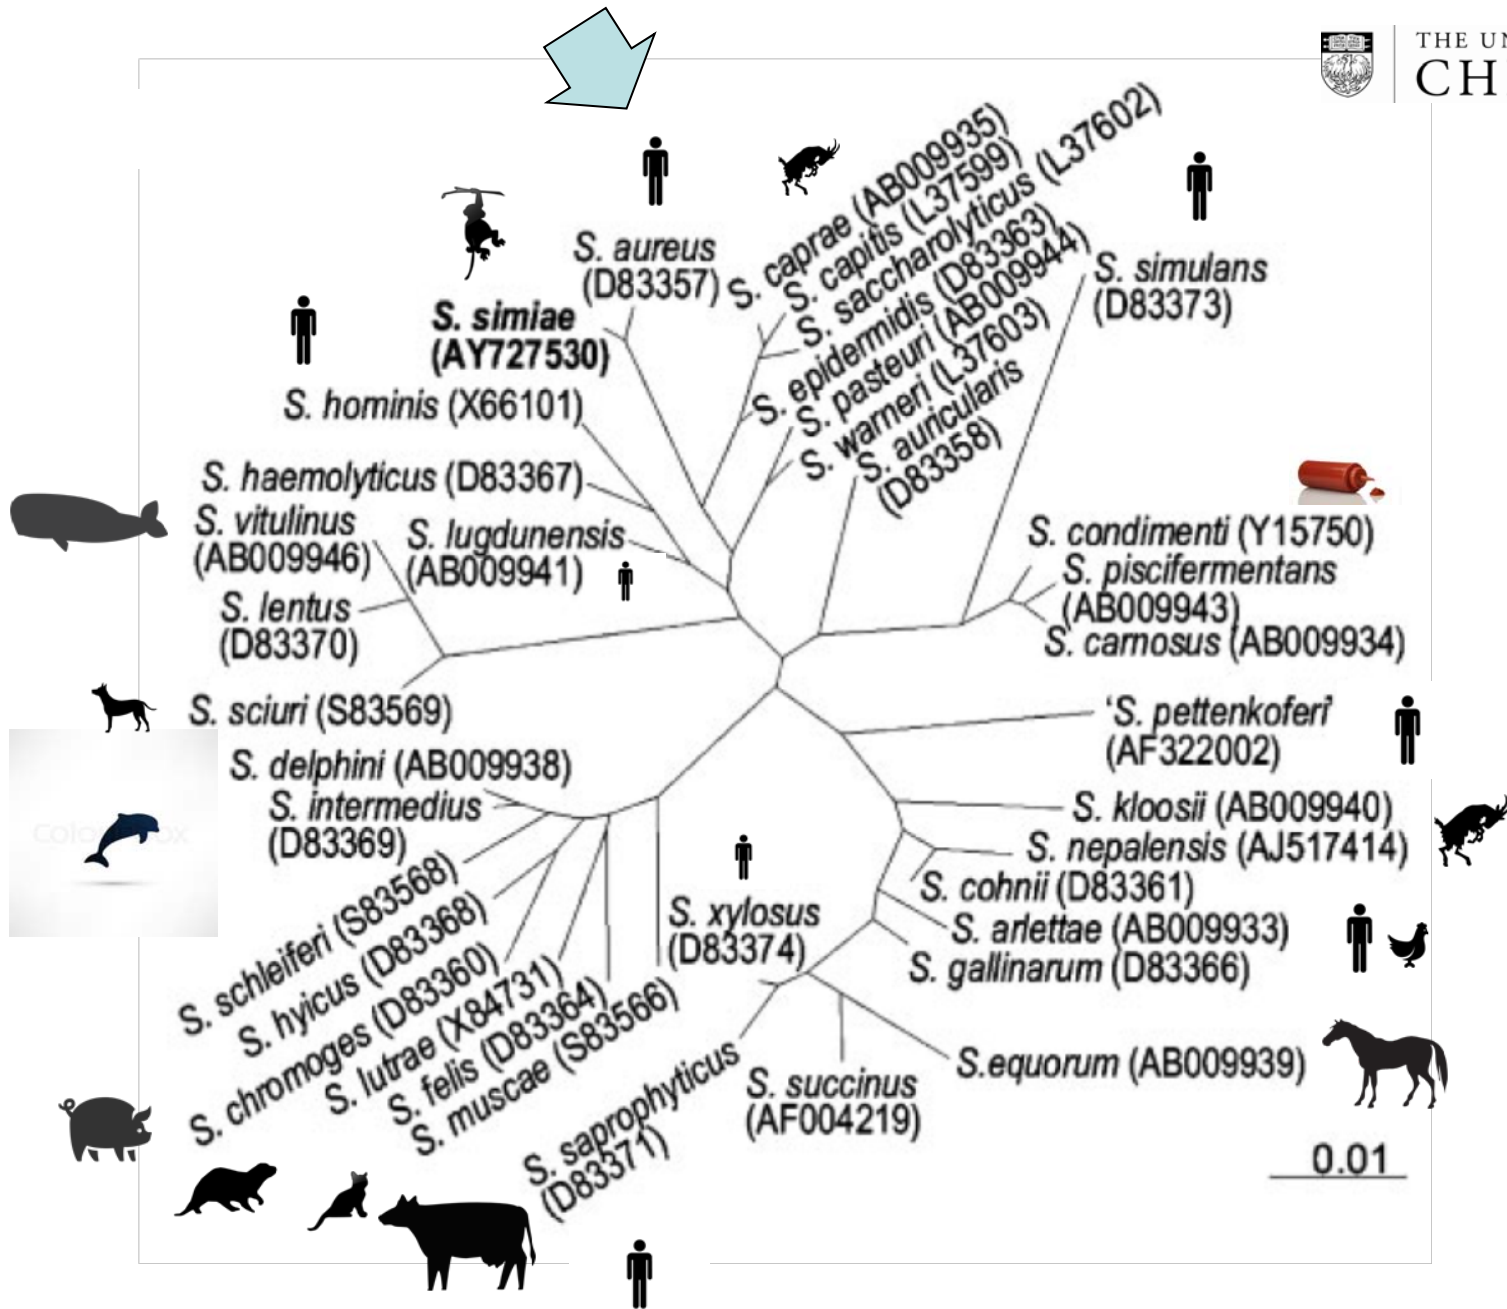 THE UN
CH
S. caprae (AB009935)
S. capitis (L37599)
S. saccharolyticus (L37602)
S. epidermidis (D83363)
S. pasteuri (AB009944)
S. warneri (L37603)
S. auricularis
(D83358)
S. aureus
(D83357)
S. simulans
(D83373)
S. simiae
(AY727530)
S. hominis (X66101)
S. haemolyticus (D83367)
S. vitulinus
(AB009946)
S. lugdunensis
(AB009941)
S. lentus
(D83370)
S. sciuri (S83569)
S. condimenti (Y15750)
S. piscifermentans
(AB009943)
S. carnosus (AB009934)
'S. pettenkoferi'
(AF322002)
S. delphini (AB009938)
S. intermedius
(D83369)
S. kloosii (AB009940)
S. nepalensis (AJ517414)
S. cohnii (D83361)
S. arlettae (AB009933)
S. gallinarum (D83366)
S. xylosus
(D83374)
S. schleiferi (S83568)
S. hyicus (D83368)
S. chromoges (D83360)
S. lutrae (X84731)
S. felis (D83364)
S. muscae (S83566)
S. saprophyticus
(D83371)
S. succinus
(AF004219)
S.equorum (AB009939)
0.01